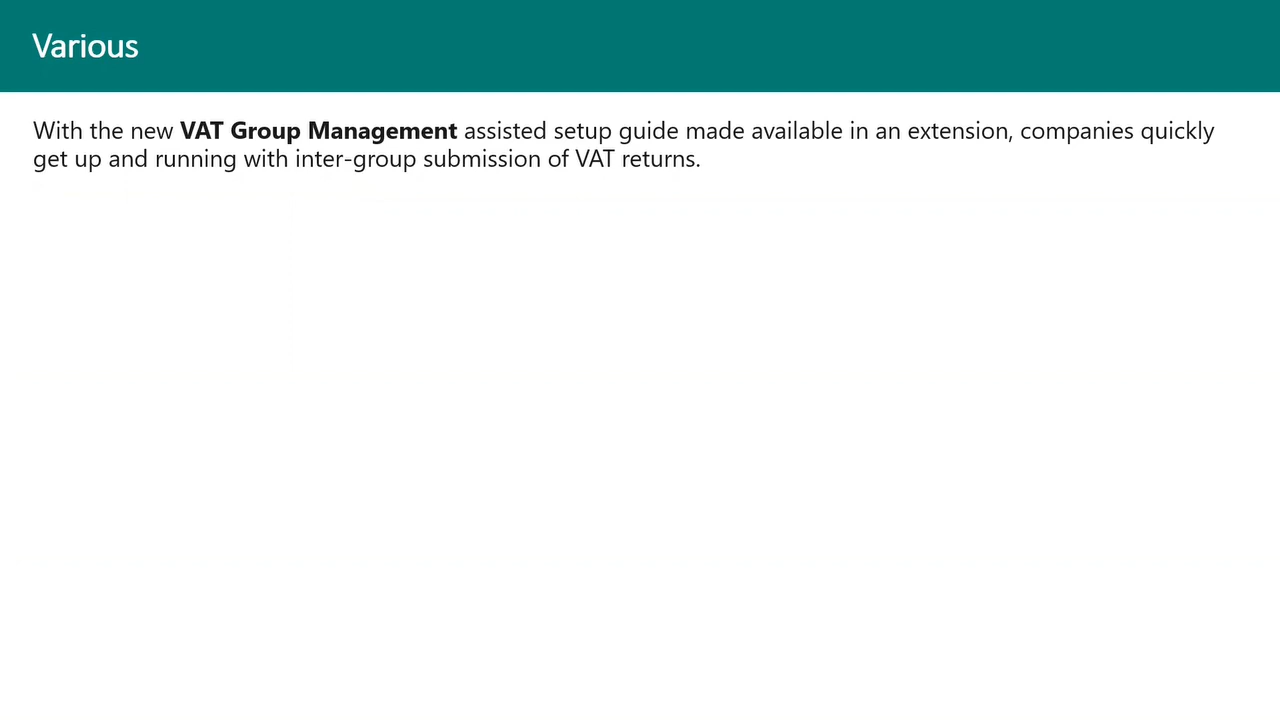 Various
With the new VAT Group Management assisted setup guide made available in an extension, companies quickly
get up and running with inter-group submission of VAT returns.